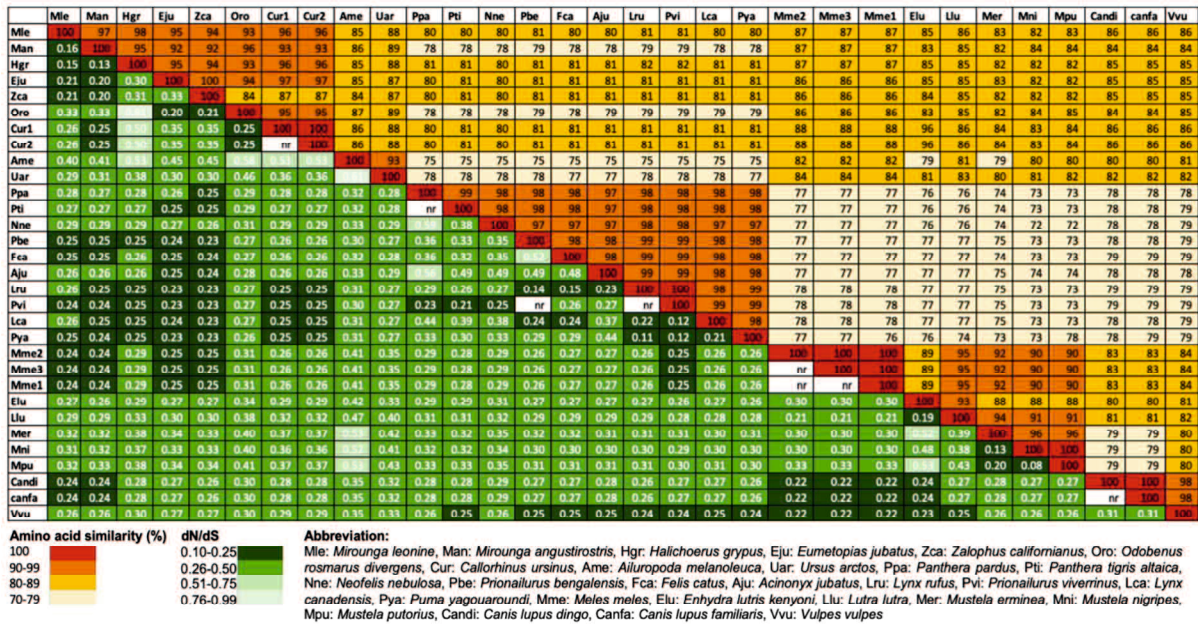 Mle Man Hgr Eju Zca Oro Cur1 Cur2 Ame Uar Ppa Pti Nne Pbe Fca Aju Lru Pvi Lca Pya Mme2 Mme3 Mme1 Elu Llu Mer Mni Mpu Candi canfa Vvu
Mle 100 97 98 95 94 93 96 96 85 88 80 80 80 81 80 80 81 81 80 80 87 87 87 85 86 83 82 83 86 86 86
Man 0.16 100 95 92 92 96 93 93 86 89 78 78 78 79 78 78 79 79 78 78 87 87 87 83 85 82 83 84 84 84 84
Hgr 0.15 0.13 100 95 94 93 96 96 85 88 81 81 81 82 81 81 82 82 81 81 87 87 87 85 85 83 82 82 85 85 86
Eju 0.21 0.20 0.30 100 100 94 97 97 85 87 80 81 80 81 81 81 81 81 81 81 86 86 86 85 85 83 82 82 85 85 86
Zca 0.21 0.20 0.31 0.33 100 84 87 87 84 87 80 81 80 81 81 81 81 81 81 81 86 86 86 84 85 83 82 82 85 85 86
Oro 0.33 0.33 0.20 0.21 100 95 95 87 89 78 78 78 79 78 78 79 79 79 79 86 86 86 83 85 82 84 85 84 84 85
Cur1 0.26 0.25 0.35 0.35 0.25 100 100 86 88 80 81 80 81 81 81 81 81 81 81 88 88 88 96 86 84 83 84 86 86 86
Cur2 0.26 0.25 0.35 0.35 0.25 nr 100 86 88 80 81 80 81 81 81 81 81 81 81 88 88 88 96 86 84 83 84 86 86 86
Ame 0.40 0.41 0.45 0.45 100 93 75 75 75 75 75 75 75 75 75 75 82 82 82 79 81 79 80 80 80 80 81
Uar 0.29 0.31 0.38 0.30 0.30 0.46 0.36 0.36 100 78 78 78 78 77 77 78 78 78 77 84 84 84 81 83 80 81 82 82 82 82
Ppa 0.28 0.27 0.28 0.26 0.25 0.29 0.28 0.28 0.32 0.28 100 99 98 98 98 97 98 98 98 98 77 77 77 76 76 74 73 73 78 78 78
Pti 0.27 0.27 0.27 0.25 0.25 0.29 0.27 0.27 0.32 0.28 nr 100 98 98 98 97 98 98 98 98 77 77 77 76 76 74 73 73 78 78 79
Nne 0.29 0.29 0.29 0.27 0.26 0.31 0.29 0.29 0.33 0.29 0.38 100 97 97 97 98 98 97 97 77 77 77 76 76 74 72 73 78 78 79
Pbe 0.25 0.25 0.25 0.24 0.23 0.27 0.26 0.26 0.30 0.27 0.36 0.33 0.35 100 98 98 99 99 98 98 77 77 77 77 77 75 73 73 78 78 79
Fca 0.25 0.25 0.26 0.25 0.24 0.27 0.26 0.26 0.32 0.28 0.36 0.32 0.35 100 98 99 99 98 98 77 77 77 77 77 75 73 73 78 78 79
Aju 0.26 0.26 0.26 0.25 0.24 0.28 0.26 0.26 0.33 0.29 0.49 0.49 0.49 0.48 100 99 99 98 98 77 77 77 77 77 75 74 74 78 78 79
Lru 0.26 0.25 0.25 0.23 0.23 0.27 0.25 0.25 0.31 0.27 0.29 0.26 0.27 0.14 0.15 0.23 100 100 98 99 78 78 78 77 77 75 73 73 79 79 79
Pvi 0.24 0.24 0.25 0.23 0.23 0.27 0.25 0.25 0.30 0.27 0.23 0.21 0.25 nr 0.26 0.27 nr 100 99 99 78 78 78 77 77 75 73 73 79 79 79
Lca 0.26 0.25 0.25 0.24 0.23 0.27 0.25 0.25 0.31 0.27 0.44 0.39 0.38 0.24 0.24 0.37 0.22 0.12 100 98 78 78 78 77 77 75 73 73 78 78 79
Pya 0.25 0.24 0.25 0.23 0.23 0.26 0.25 0.25 0.31 0.27 0.33 0.30 0.33 0.29 0.29 0.44 0.11 0.12 0.21 100 77 77 76 76 74 73 73 79 79 79
Mme2 0.24 0.24 0.29 0.25 0.25 0.31 0.26 0.26 0.41 0.35 0.29 0.28 0.29 0.26 0.27 0.27 0.26 0.25 0.26 0.26 100 100 100 89 95 92 90 90 83 83 84
Mme3 0.24 0.24 0.29 0.25 0.25 0.31 0.26 0.26 0.41 0.35 0.29 0.28 0.29 0.26 0.26 0.27 0.27 0.25 0.26 0.26 nr 100 100 89 95 92 90 90 83 83 84
Mme1 0.24 0.24 0.29 0.25 0.25 0.31 0.26 0.26 0.41 0.35 0.29 0.28 0.29 0.26 0.26 0.27 0.27 0.25 0.26 0.26 nr nr 100 89 95 92 90 90 83 83 84
Elu 0.27 0.26 0.29 0.27 0.27 0.34 0.29 0.29 0.42 0.33 0.29 0.29 0.31 0.27 0.27 0.27 0.27 0.26 0.27 0.26 0.30 0.30 0.30 100 93 88 88 88 80 80 81
Llu 0.29 0.29 0.33 0.30 0.30 0.38 0.32 0.32 0.47 0.40 0.31 0.31 0.32 0.29 0.29 0.29 0.29 0.28 0.28 0.28 0.21 0.21 0.21 0.19 100 94 91 91 81 81 82
Mer 0.32 0.32 0.38 0.34 0.33 0.40 0.37 0.37 0.42 0.33 0.32 0.35 0.32 0.32 0.31 0.31 0.31 0.30 0.31 0.30 0.30 0.30 0.39 100 96 96 79 79 80
Mni 0.31 0.32 0.37 0.33 0.33 0.40 0.36 0.36 0.41 0.32 0.32 0.34 0.30 0.30 0.31 0.30 0.29 0.30 0.30 0.30 0.30 0.30 0.48 0.38 0.13 100 100 79 79 80
Mpu 0.32 0.33 0.38 0.34 0.34 0.41 0.37 0.37 0.43 0.33 0.33 0.35 0.31 0.31 0.31 0.31 0.30 0.31 0.30 0.33 0.33 0.33 0.43 0.20 0.08 100 79 79 80
Candi 0.24 0.24 0.28 0.27 0.26 0.30 0.28 0.28 0.35 0.32 0.28 0.27 0.28 0.26 0.27 0.28 0.26 0.26 0.27 0.26 0.22 0.22 0.22 0.24 0.27 0.28 0.27 0.27 100 100 98
canfa 0.24 0.24 0.28 0.27 0.26 0.30 0.28 0.28 0.35 0.32 0.28 0.27 0.28 0.26 0.27 0.27 0.26 0.26 0.27 0.26 0.22 0.22 0.22 0.24 0.27 0.28 0.27 0.27 nr 100 98
Vvu 0.26 0.26 0.30 0.27 0.27 0.30 0.29 0.29 0.35 0.33 0.26 0.25 0.26 0.25 0.25 0.25 0.24 0.24 0.25 0.24 0.22 0.22 0.22 0.23 0.25 0.26 0.26 0.26 0.31 0.31 100
Amino acid similarity (%) dN/dS Abbreviation:
100 0.10-0.25 Mle: Mirounga leonine, Man: Mirounga angustirostris, Hgr: Halichoerus grypus, Eju: Eumetopias jubatus, Zca: Zalophus californianus, Oro: Odobenus
90-99 0.26-0.50 rosmarus divergens, Cur: Callorhinus ursinus, Ame: Ailuropoda melanoleuca, Uar: Ursus arctos, Ppa: Panthera pardus, Pti: Panthera tigris altaica,
80-89 0.51-0.75 Nne: Neofelis nebulosa, Pbe: Prionailurus bengalensis, Fca: Felis catus, Aju: Acinonyx jubatus, Lru: Lynx rufus, Pvi: Prionailurus viverrinus, Lca: Lynx
70-79 0.76-0.99 canadensis, Pya: Puma yagouaroundi, Mme: Meles meles, Elu: Enhydra lutris kenyoni, Llu: Lutra lutra, Mer: Mustela erminea, Mni: Mustela nigripes,
Mpu: Mustela putorius, Candi: Canis lupus dingo, Canfa: Canis lupus familiaris, Vvu: Vulpes vulpes